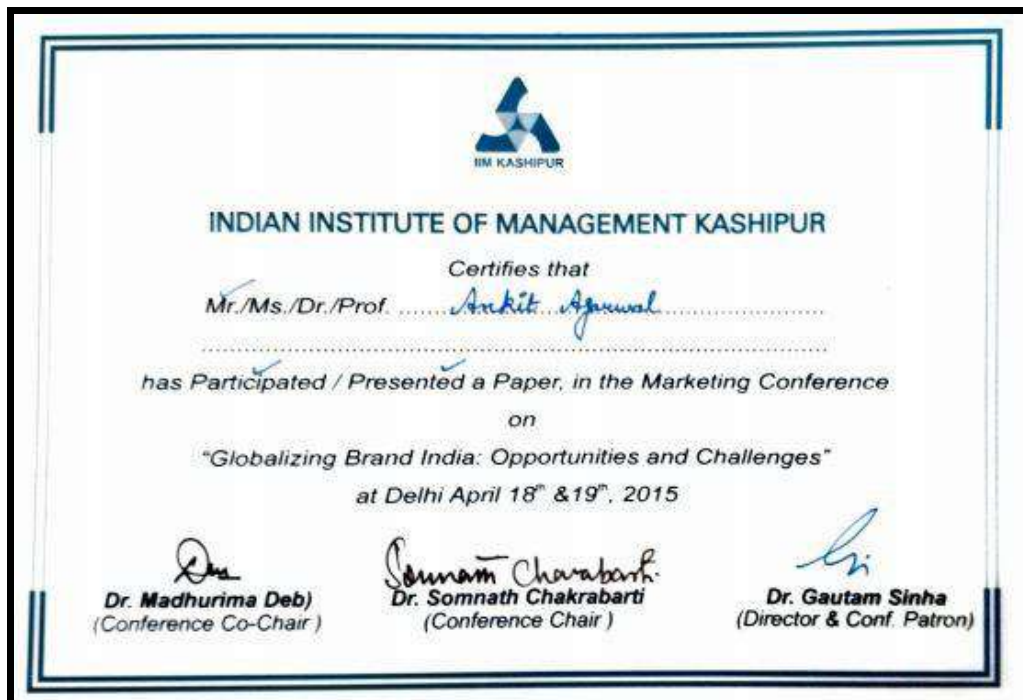 IIM KASHIPUR
INDIAN INSTITUTE OF MANAGEMENT KASHIPUR
Certifies that
Mr./Ms./Dr./Prof. ........ Ankit Agarwal ........
has Participated / Presented a Paper, in the Marketing Conference
on
"Globalizing Brand India: Opportunities and Challenges"
at Delhi April 18th &19th, 2015
Somnath Chakrabarti
Dr. Madhurima Deb) Dr. Somnath Chakrabarti Dr. Gautam Sinha
(Conference Co-Chair ) (Conference Chair ) (Director & Conf. Patron)